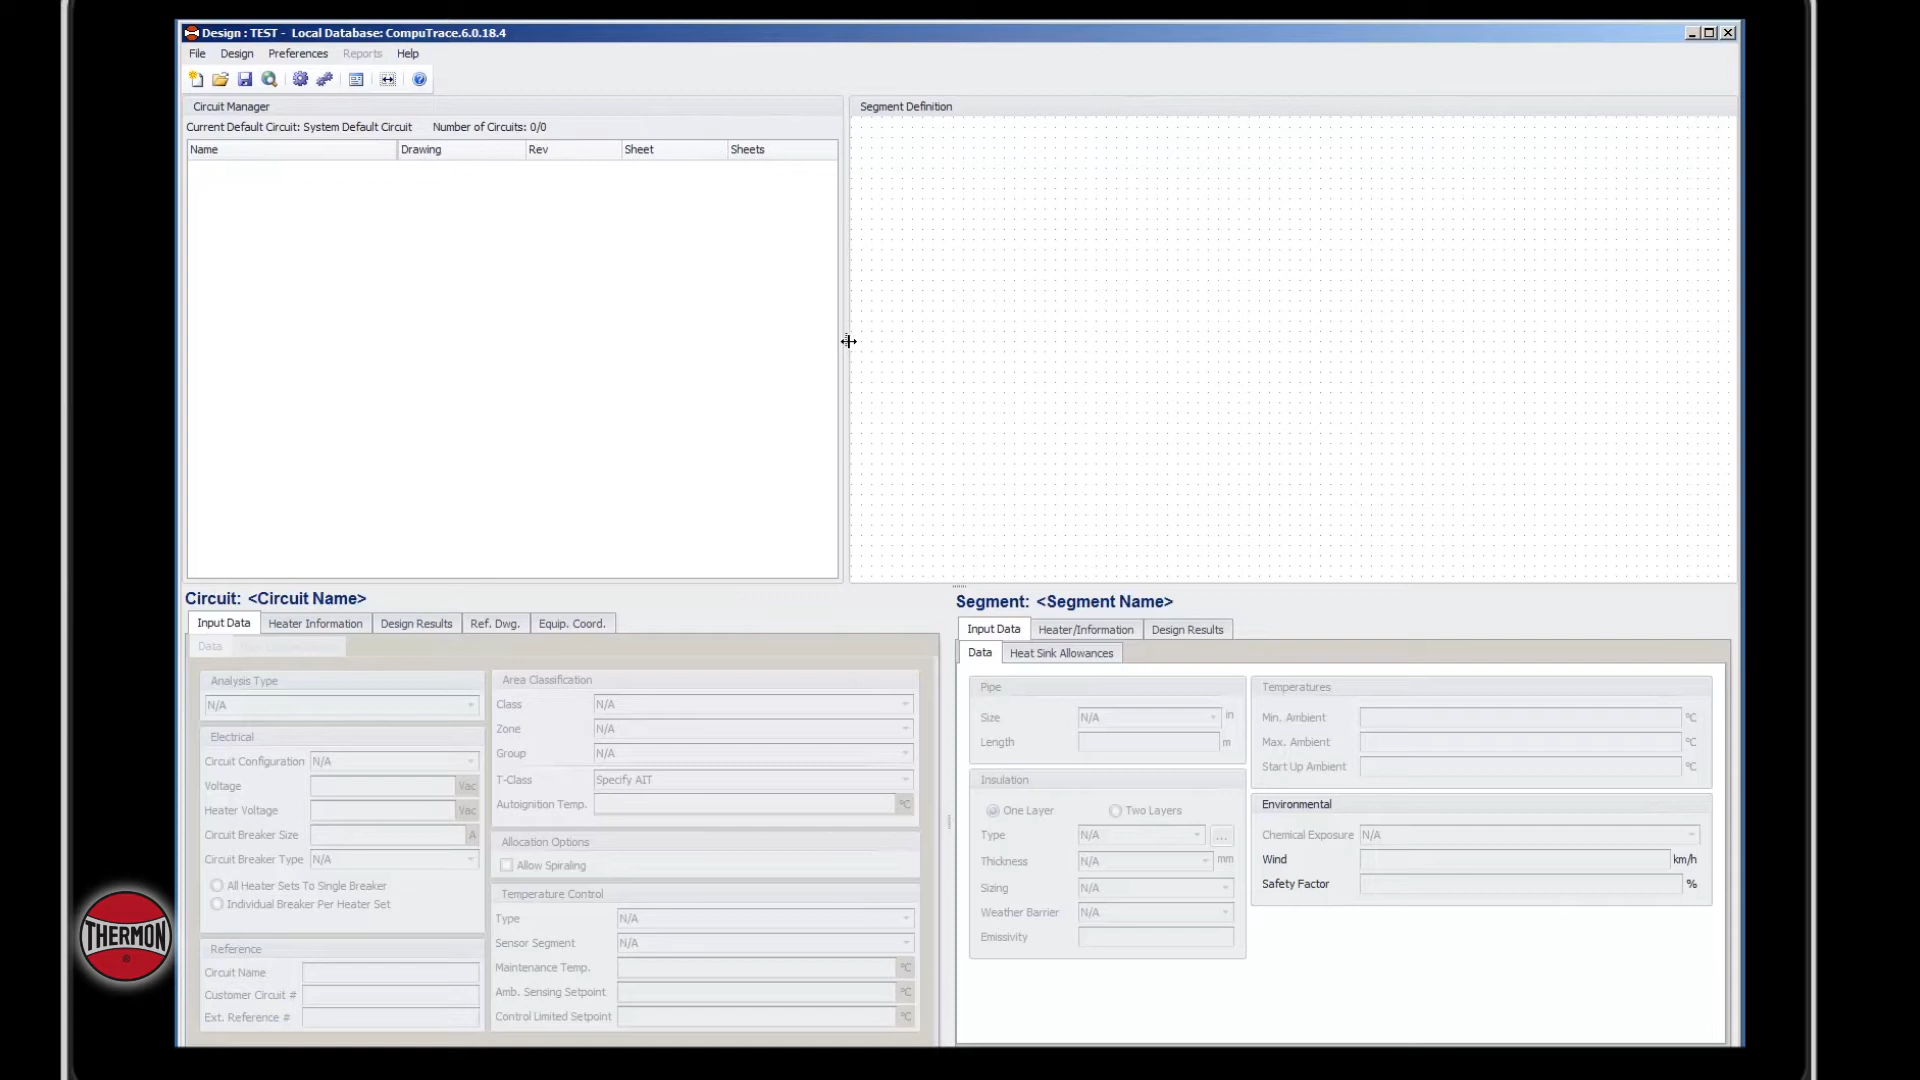 Design : TEST - Local Database: CompuTrace.6.0.18.4
File Design Preferences Reports Help
Circuit Manager
Current Default Circuit: System Default Circuit Number of Circuits: 0/0
Name Drawing Rev Sheet Sheets
Segment Definition
Circuit: <Circuit Name>
Input Data Heater Information Design Results Ref. Dwg. Equip. Coord.
Data
Analysis Type
N/A
Electrical
Circuit Configuration N/A
Voltage Vac
Heater Voltage Vac
Circuit Breaker Size A
Circuit Breaker Type N/A
All Heater Sets To Single Breaker
Individual Breaker Per Heater Set
Reference
Circuit Name
Customer Circuit #
Ext. Reference #
Area Classification
Class N/A
Zone N/A
Group N/A
T-Class Specify AIT
Autoignition Temp. ºC
Allocation Options
Allow Spiraling
Temperature Control
Type N/A
Sensor Segment N/A
Maintenance Temp. ºC
Amb. Sensing Setpoint ºC
Control Limited Setpoint ºC
Segment: <Segment Name>
Input Data Heater/Information Design Results
Data Heat Sink Allowances
Pipe
Size N/A in
Length m
Insulation
One Layer Two Layers
Type N/A ...
Thickness N/A mm
Sizing N/A
Weather Barrier N/A
Emissivity
Temperatures
Min. Ambient ºC
Max. Ambient ºC
Start Up Ambient ºC
Environmental
Chemical Exposure N/A
Wind km/h
Safety Factor %
THERMON
®